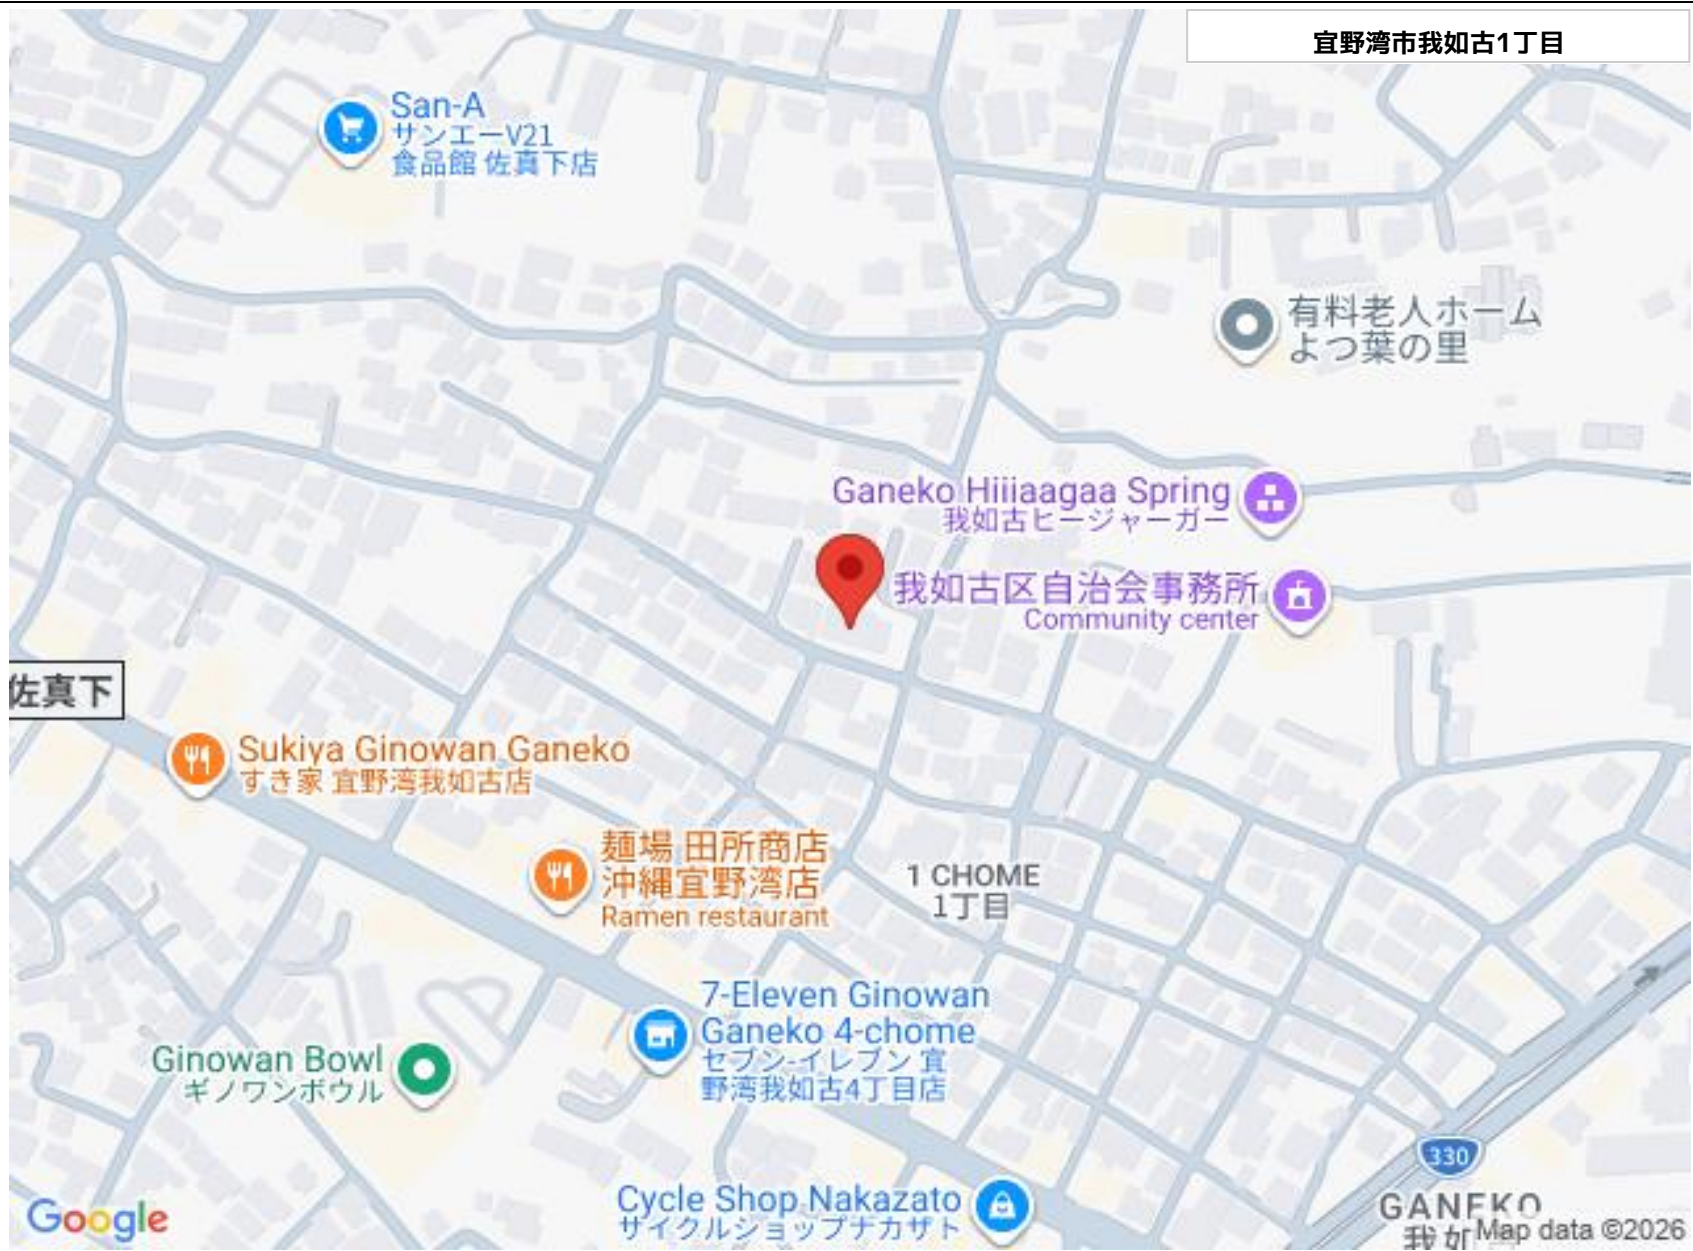 宜野湾市我如古1丁目
San-A
サンエーV21
食品館 佐真下店
有料老人ホーム
よつ葉の里
Ganeko Hiiiaagaa Spring
我如古ヒージャーガー
我如古区自治会事務所
Community center
佐真下
Sukiya Ginowan Ganeko
すき家 宜野湾我如古店
麺場 田所商店
沖縄宜野湾店
Ramen restaurant
1 CHOME
1丁目
7-Eleven Ginowan
Ganeko 4-chome
セブン-イレブン 宜
野湾我如古4丁目店
Ginowan Bowl
ギノワンボウル
330
Cycle Shop Nakazato
サイクルショップナカザト
GANEKO
我如
Google
Map data ©2026